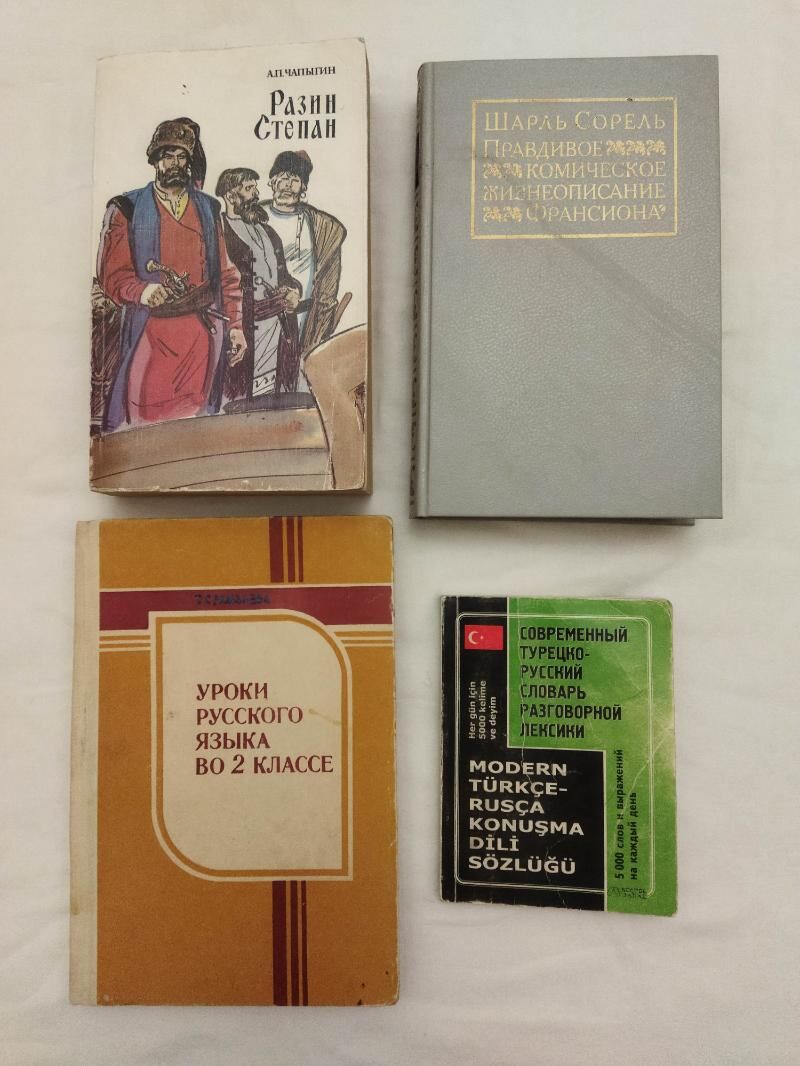 А.П.ЧАПЫГИН
Разин
Степан
ШАРЛЬ СОРЕЛЬ
ПРАВДИВОЕ
КОМИЧЕСКОЕ
ЖИЗНЕОПИСАНИЕ
ФРАНСИОНА
УРОКИ
РУССКОГО
ЯЗЫКА
ВО 2 КЛАССЕ
СОВРЕМЕННЫЙ
ТУРЕЦКО-
РУССКИЙ
СЛОВАРЬ
РАЗГОВОРНОЙ
ЛЕКСИКИ
Her gün için
5000 kelime
ve deyim
MODERN
TÜRKÇE-
RUSÇA
KONUŞMA
DİLİ
SÖZLÜĞÜ
5 000 слов и выражений
на каждый день